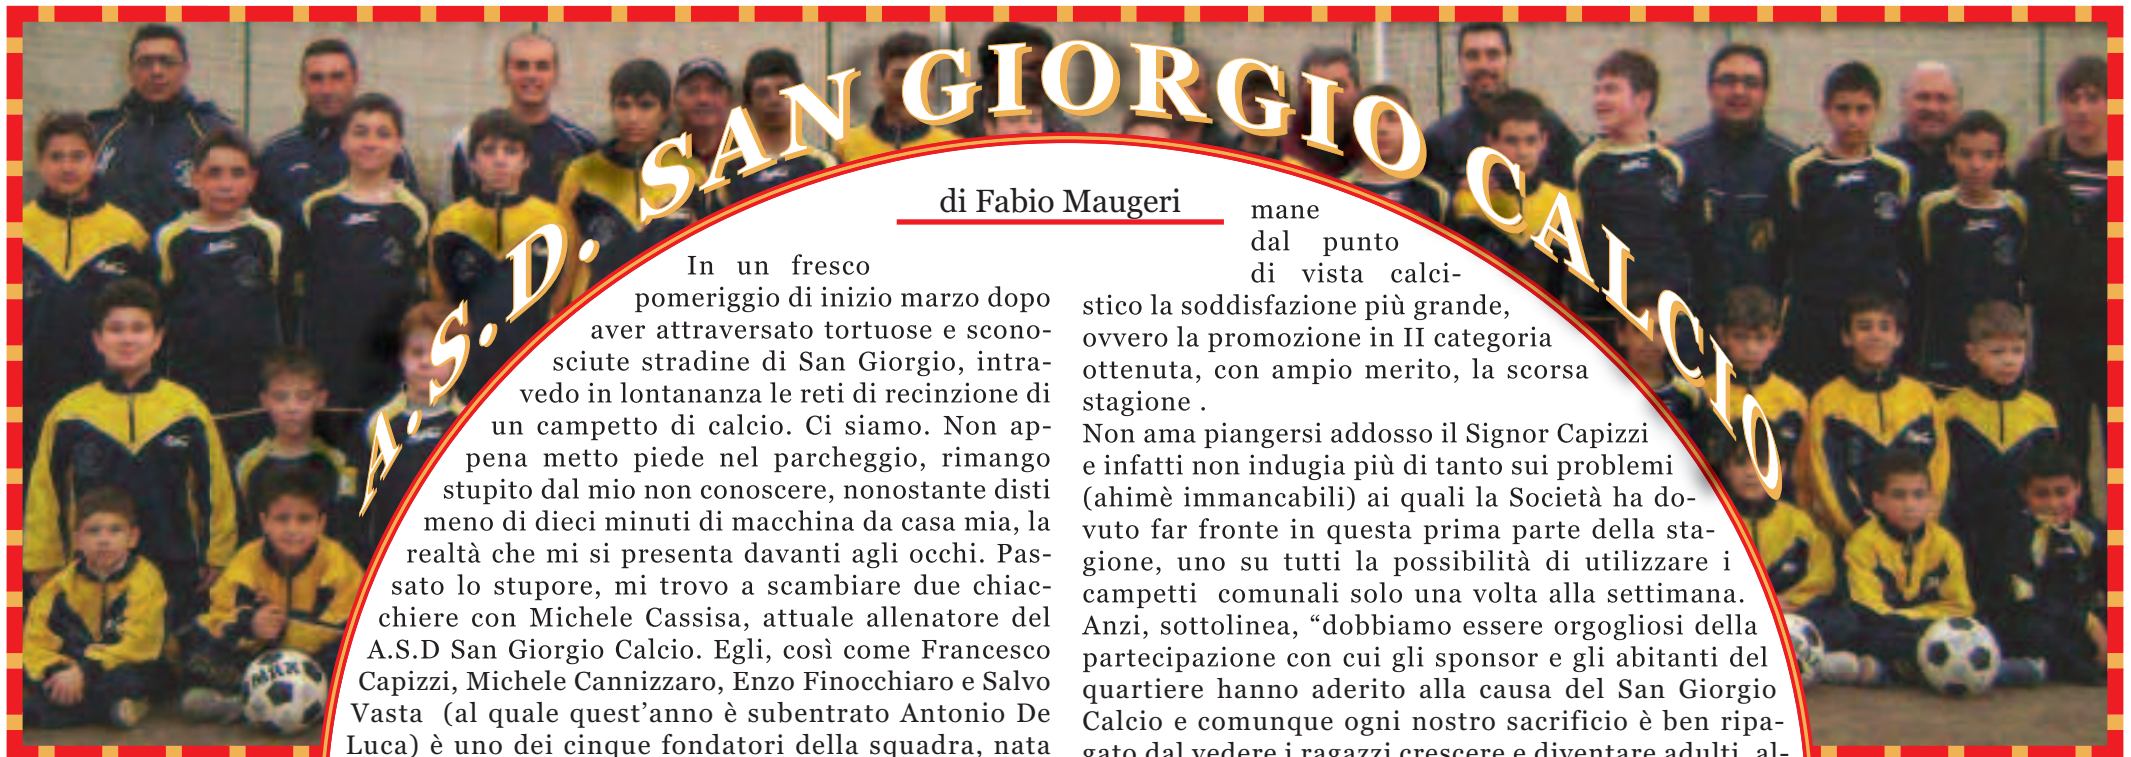 A.S.D. SAN GIORGIO CALCIO
di Fabio Maugeri
In un fresco
pomeriggio di inizio marzo dopo
aver attraversato tortuose e scono-
sciute stradine di San Giorgio, intra-
vedo in lontananza le reti di recinzione di
un campetto di calcio. Ci siamo. Non ap-
pena metto piede nel parcheggio, rimango
stupito dal mio non conoscere, nonostante disti
meno di dieci minuti di macchina da casa mia, la
realtà che mi si presenta davanti agli occhi. Pas-
sato lo stupore, mi trovo a scambiare due chiac-
chiere con Michele Cassisa, attuale allenatore del
A.S.D San Giorgio Calcio. Egli, così come Francesco
Capizzi, Michele Cannizzaro, Enzo Finocchiaro e Salvo
Vasta (al quale quest'anno è subentrato Antonio De
Luca) è uno dei cinque fondatori della squadra, nata
mane
dal punto
di vista calci-
stico la soddisfazione più grande,
ovvero la promozione in II categoria
ottenuta, con ampio merito, la scorsa
stagione .
Non ama piangersi addosso il Signor Capizzi
e infatti non indugia più di tanto sui problemi
(ahimè immancabili) ai quali la Società ha do-
vuto far fronte in questa prima parte della sta-
gione, uno su tutti la possibilità di utilizzare i
campetti comunali solo una volta alla settimana.
Anzi, sottolinea, “dobbiamo essere orgogliosi della
partecipazione con cui gli sponsor e gli abitanti del
quartiere hanno aderito alla causa del San Giorgio
Calcio e comunque ogni nostro sacrificio è ben ripa-
gato dal vedere i ragazzi crescere e diventare adulti, al-